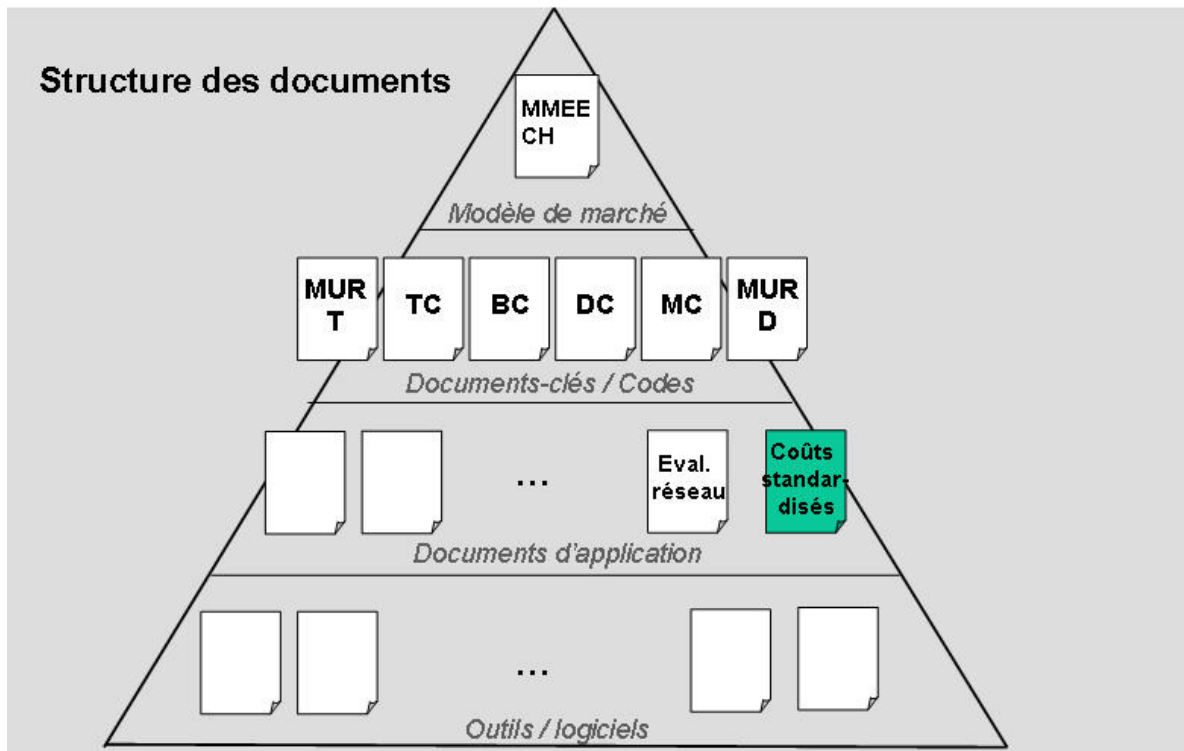 Structure des documents
MMEE
CH
Modèle de marché
MUR
T
TC
BC
DC
MC
MUR
D
Documents-clés / Codes
...
Eval.
réseau
Coûts
standar-
disés
Documents d'application
...
Outils / logiciels